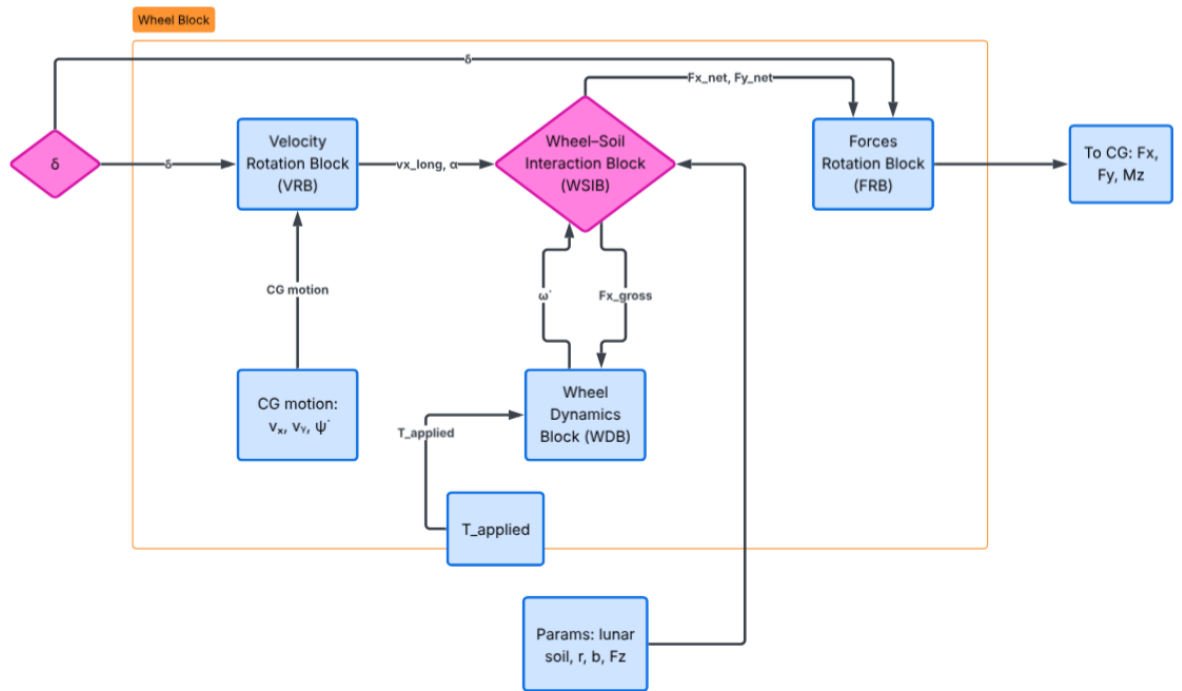 Wheel Block
δ
Fx_net, Fy_net
δ
δ
Velocity
Rotation Block
(VRB)
vx_long, α
Wheel–Soil
Interaction Block
(WSIB)
Forces
Rotation Block
(FRB)
To CG: Fx,
Fy, Mz
CG motion
ω˙
Fx_gross
CG motion:
vₓ, vᵧ, ψ˙
Wheel
Dynamics
Block (WDB)
T_applied
T_applied
Params: lunar
soil, r, b, Fz